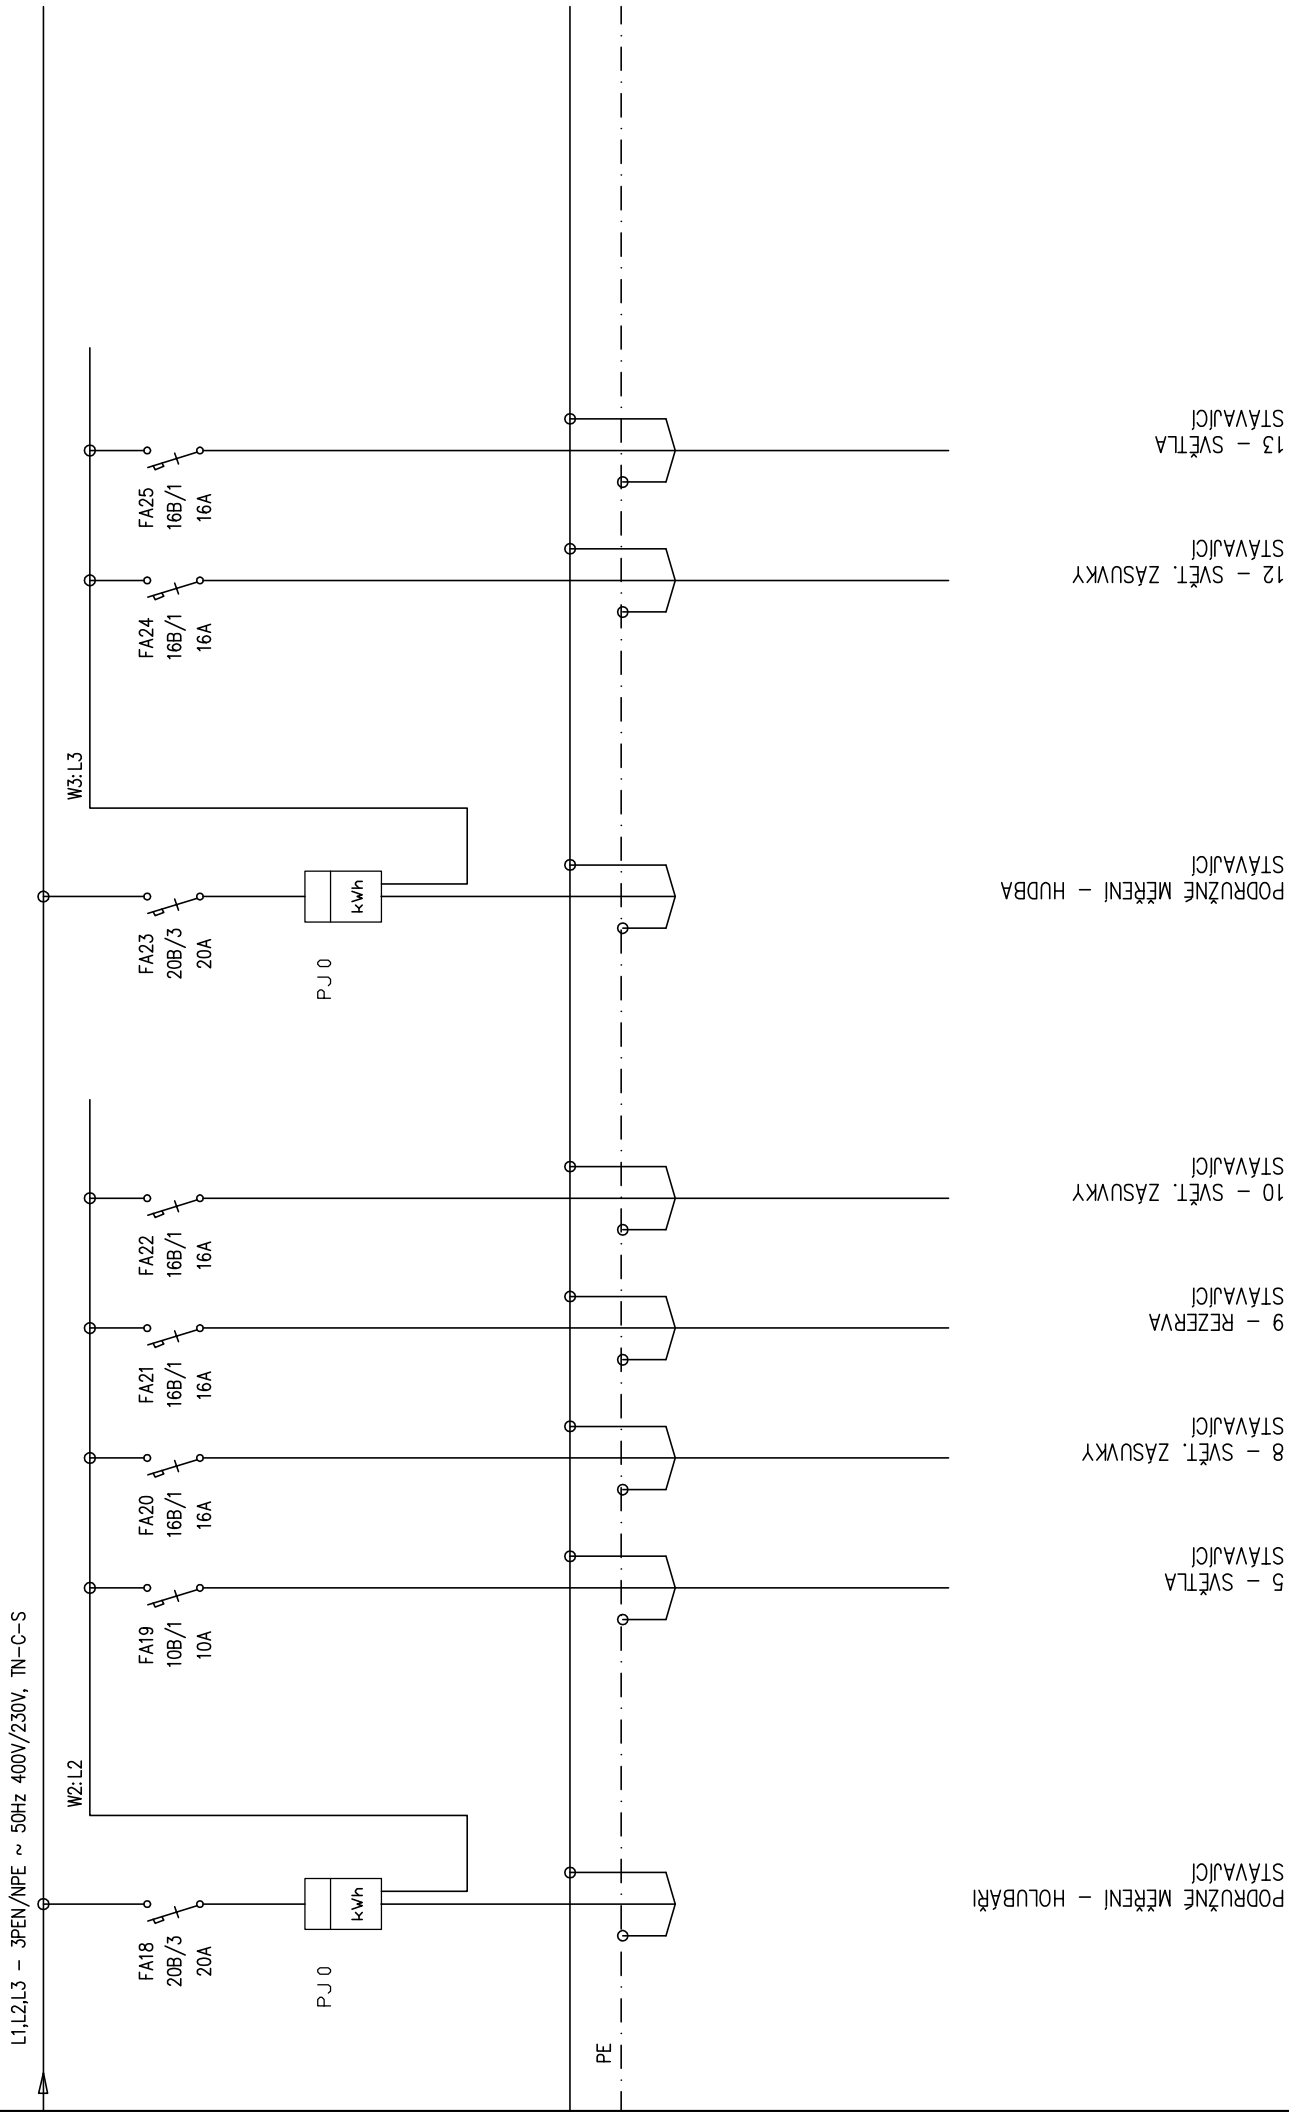 L1,L2,L3 – 3PEN/NPE ~ 50Hz 400V/230V, TN–C–S
W2:L2
W3:L3
FA18
20B/3
20A
PJ0
kWh
FA19
10B/1
10A
FA20
16B/1
16A
FA21
16B/1
16A
FA22
16B/1
16A
FA23
20B/3
20A
PJ0
kWh
FA24
16B/1
16A
FA25
16B/1
16A
PE
PODRUŽNÉ MĚŘENÍ – HOLUBÁŘI
STÁVAJÍCÍ
5 – SVĚTLA
STÁVAJÍCÍ
8 – SVĚT. ZÁSUVKY
STÁVAJÍCÍ
9 – REZERVA
STÁVAJÍCÍ
10 – SVĚT. ZÁSUVKY
STÁVAJÍCÍ
PODRUŽNÉ MĚŘENÍ – HUDBA
STÁVAJÍCÍ
12 – SVĚT. ZÁSUVKY
STÁVAJÍCÍ
13 – SVĚTLA
STÁVAJÍCÍ